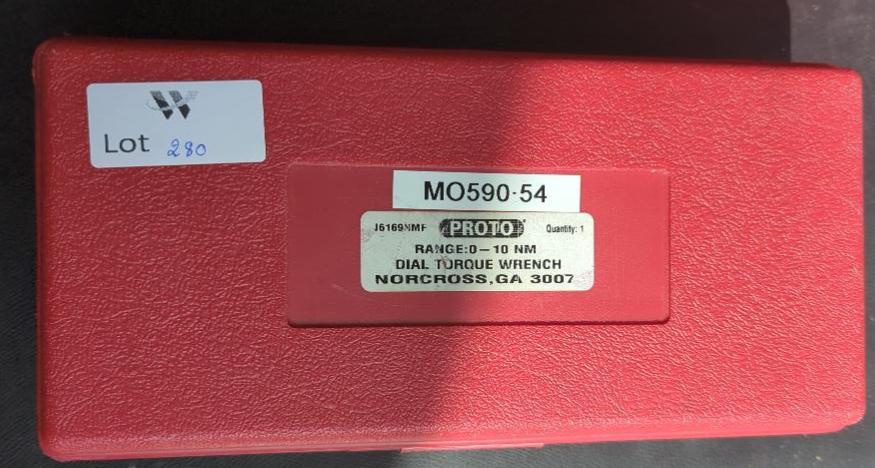 Lot 280
MO590-54
J6169NMF PROTO Quantity: 1
RANGE:0-10 NM
DIAL TORQUE WRENCH
NORCROSS,GA 3007